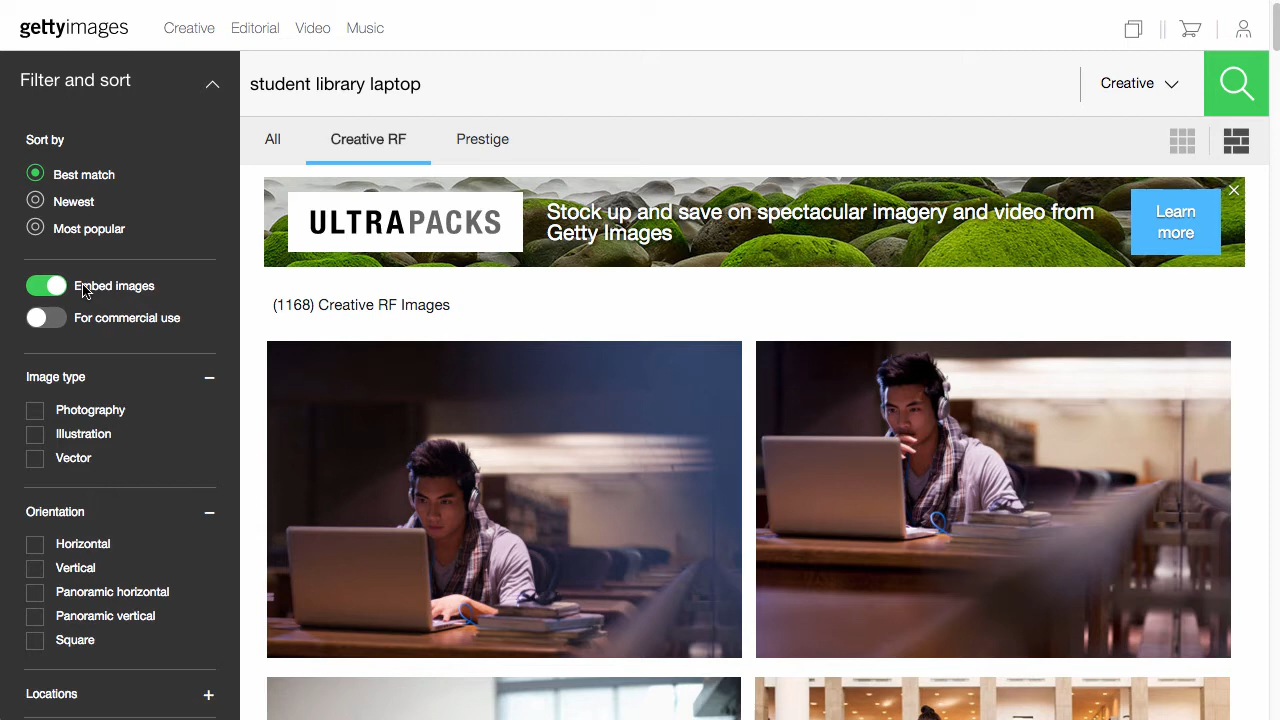 gettyimages Creative Editorial Video Music
Filter and sort
student library laptop
Creative
All Creative RF Prestige
Sort by
Best match
Newest
Most popular
Embed images
For commercial use
Image type
Photography
Illustration
Vector
Orientation
Horizontal
Vertical
Panoramic horizontal
Panoramic vertical
Square
Locations
ULTRAPACKS
Stock up and save on spectacular imagery and video from
Getty Images
Learn
more
(1168) Creative RF Images